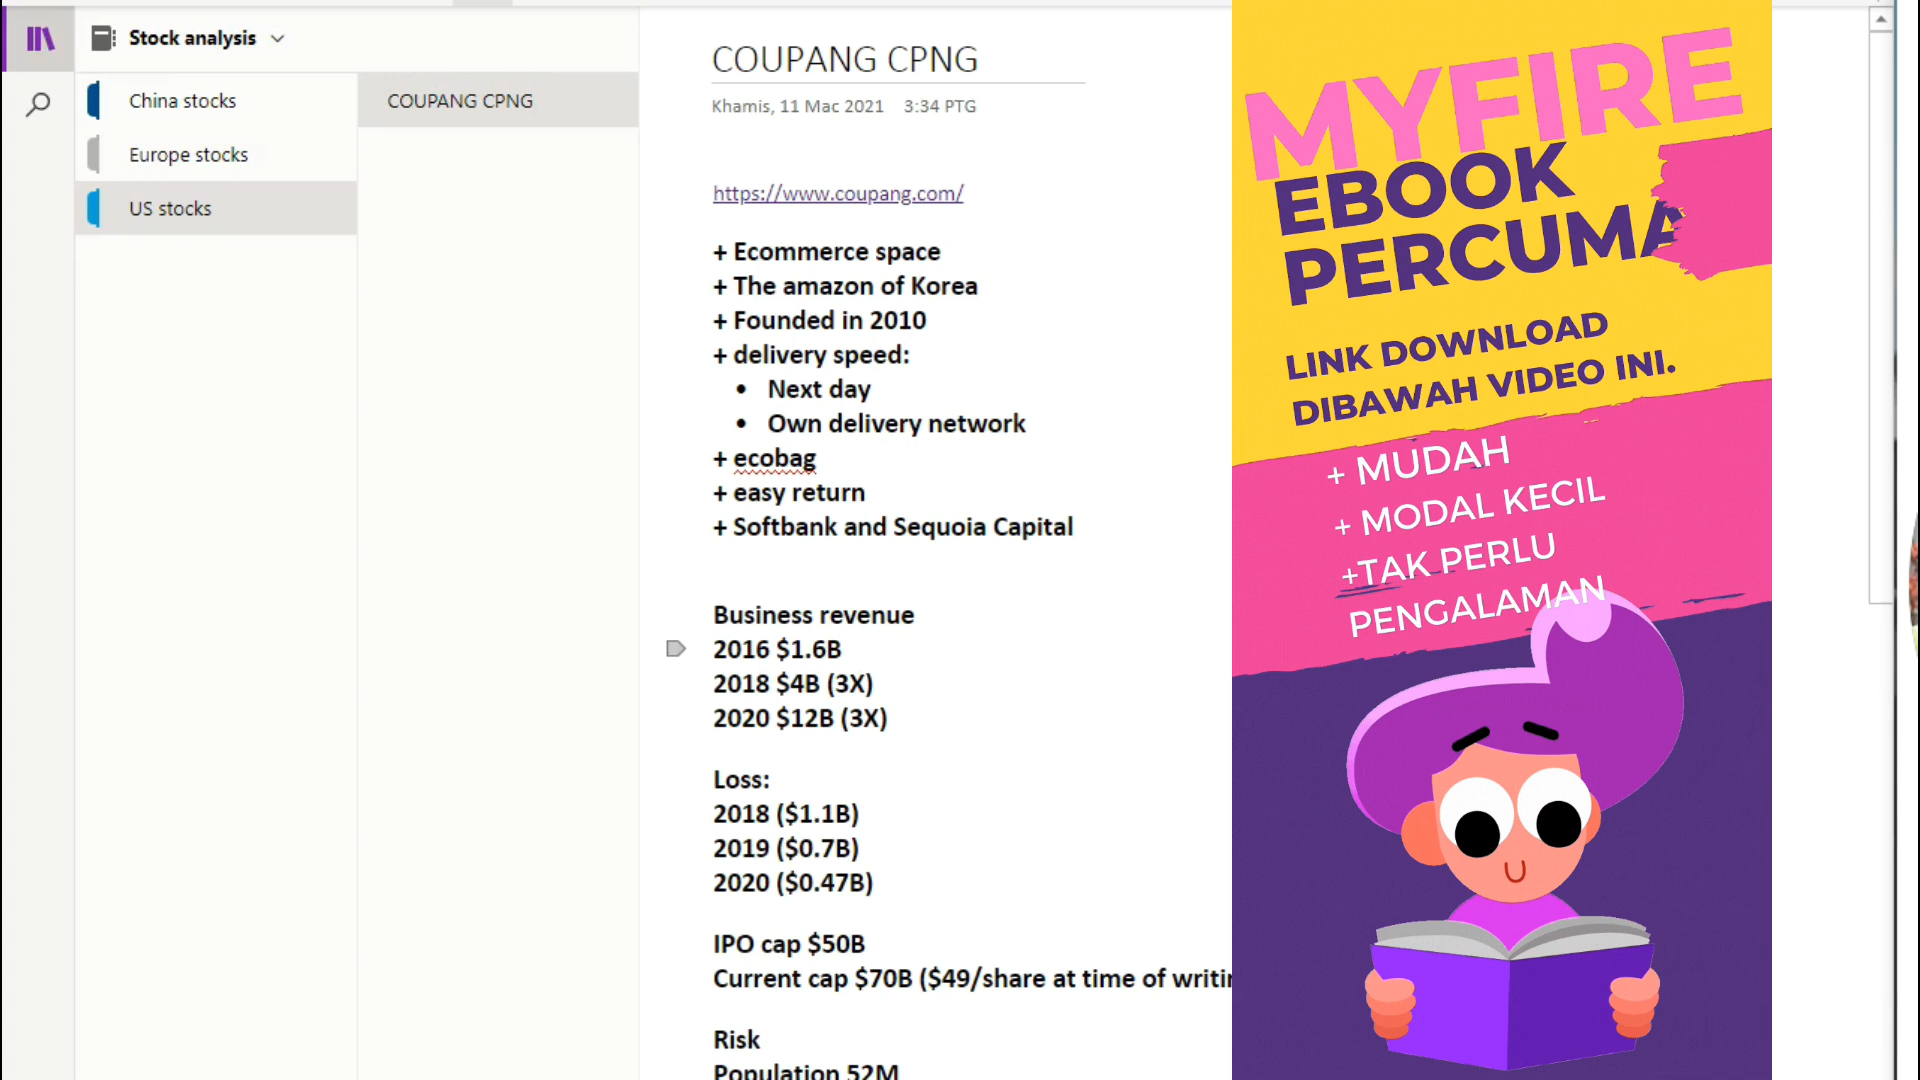 Stock analysis
China stocks
Europe stocks
US stocks
COUPANG CPNG
COUPANG CPNG
Khamis, 11 Mac 2021 3:34 PTG
https://www.coupang.com/
+ Ecommerce space
+ The amazon of Korea
+ Founded in 2010
+ delivery speed:
• Next day
• Own delivery network
+ ecobag
+ easy return
+ Softbank and Sequoia Capital
Business revenue
2016 $1.6B
2018 $4B (3X)
2020 $12B (3X)
Loss:
2018 ($1.1B)
2019 ($0.7B)
2020 ($0.47B)
IPO cap $50B
Current cap $70B ($49/share at time of writin
Risk
Population 52M
MYFIRE
EBOOK
PERCUMA
LINK DOWNLOAD
DIBAWAH VIDEO INI.
+ MUDAH
+ MODAL KECIL
+TAK PERLU
PENGALAMAN